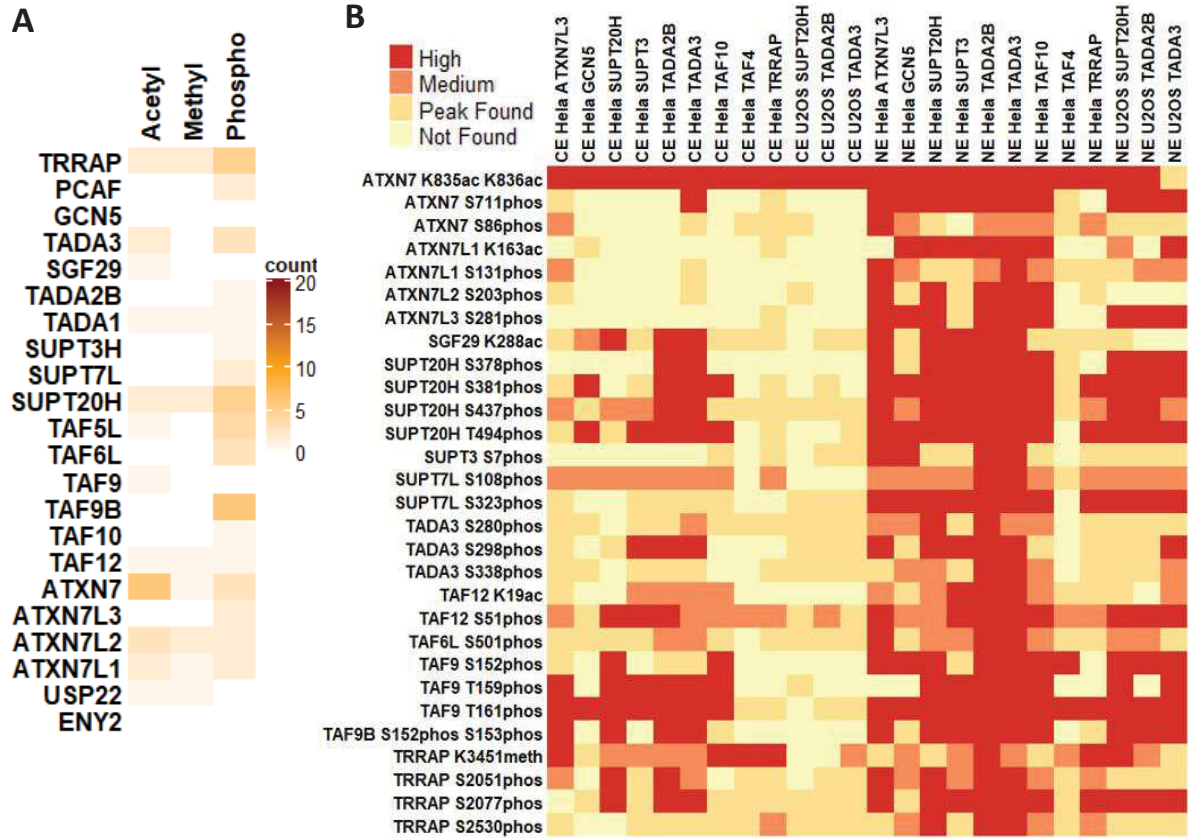 A
Acetyl
Methyl
Phospho
TRRAP
PCAF
GCN5
TADA3
SGF29
TADA2B
TADA1
SUPT3H
SUPT7L
SUPT20H
TAF5L
TAF6L
TAF9
TAF9B
TAF10
TAF12
ATXN7
ATXN7L3
ATXN7L2
ATXN7L1
USP22
ENY2
count
20
15
10
5
0
B
High
Medium
Peak Found
Not Found
CE Hela ATXN7L3
CE Hela GCN5
CE Hela SUPT20H
CE Hela SUPT3
CE Hela TADA2B
CE Hela TADA3
CE Hela TAF10
CE Hela TAF4
CE Hela TRRAP
CE U2OS SUPT20H
CE U2OS TADA2B
CE U2OS TADA3
NE Hela ATXN7L3
NE Hela GCN5
NE Hela SUPT20H
NE Hela SUPT3
NE Hela TADA2B
NE Hela TADA3
NE Hela TAF10
NE Hela TAF4
NE Hela TRRAP
NE U2OS SUPT20H
NE U2OS TADA2B
NE U2OS TADA3
ATXN7 K835ac K836ac
ATXN7 S711phos
ATXN7 S86phos
ATXN7L1 K163ac
ATXN7L1 S131phos
ATXN7L2 S203phos
ATXN7L3 S281phos
SGF29 K288ac
SUPT20H S378phos
SUPT20H S381phos
SUPT20H S437phos
SUPT20H T494phos
SUPT3 S7phos
SUPT7L S108phos
SUPT7L S323phos
TADA3 S280phos
TADA3 S298phos
TADA3 S338phos
TAF12 K19ac
TAF12 S51phos
TAF6L S501phos
TAF9 S152phos
TAF9 T159phos
TAF9 T161phos
TAF9B S152phos S153phos
TRRAP K3451meth
TRRAP S2051phos
TRRAP S2077phos
TRRAP S2530phos